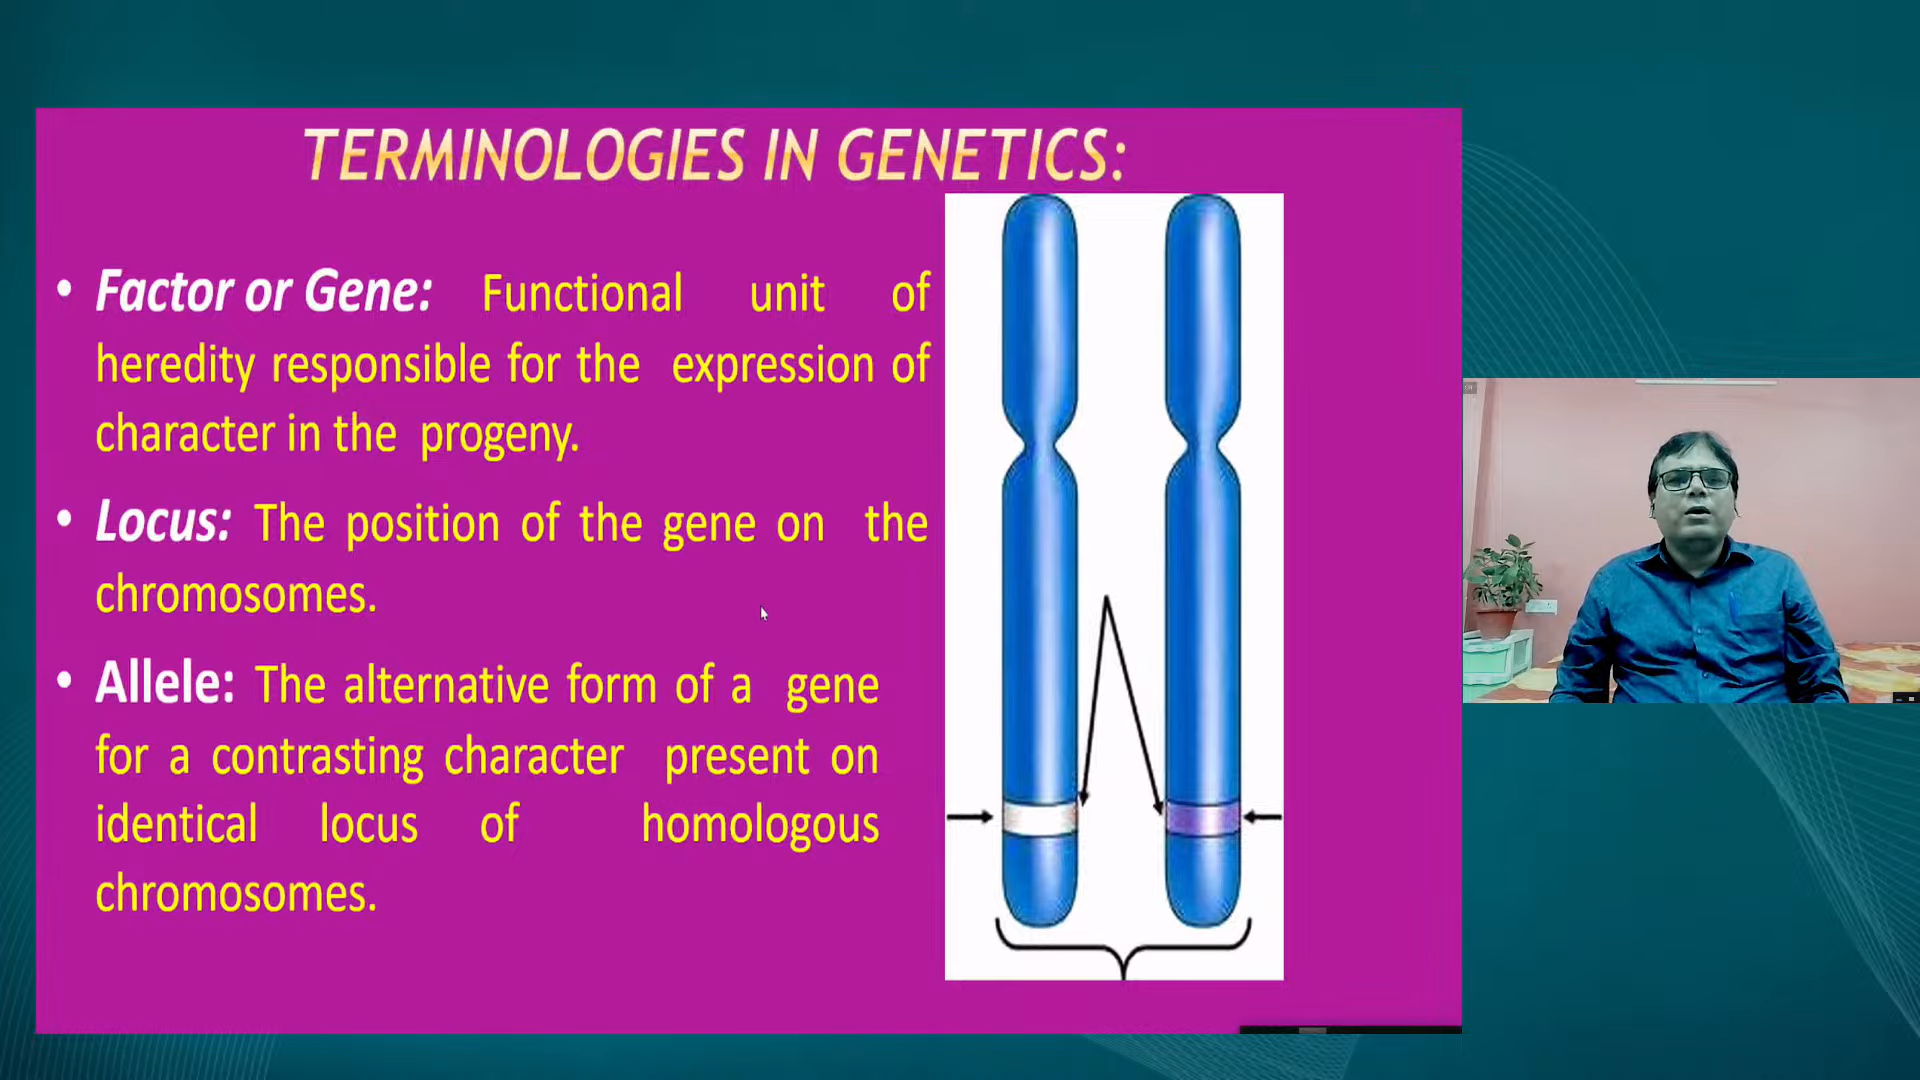 TERMINOLOGIES IN GENETICS:
• Factor or Gene: Functional unit of
heredity responsible for the expression of
character in the progeny.
• Locus: The position of the gene on the
chromosomes.
• Allele: The alternative form of a gene
for a contrasting character present on
identical locus of homologous
chromosomes.